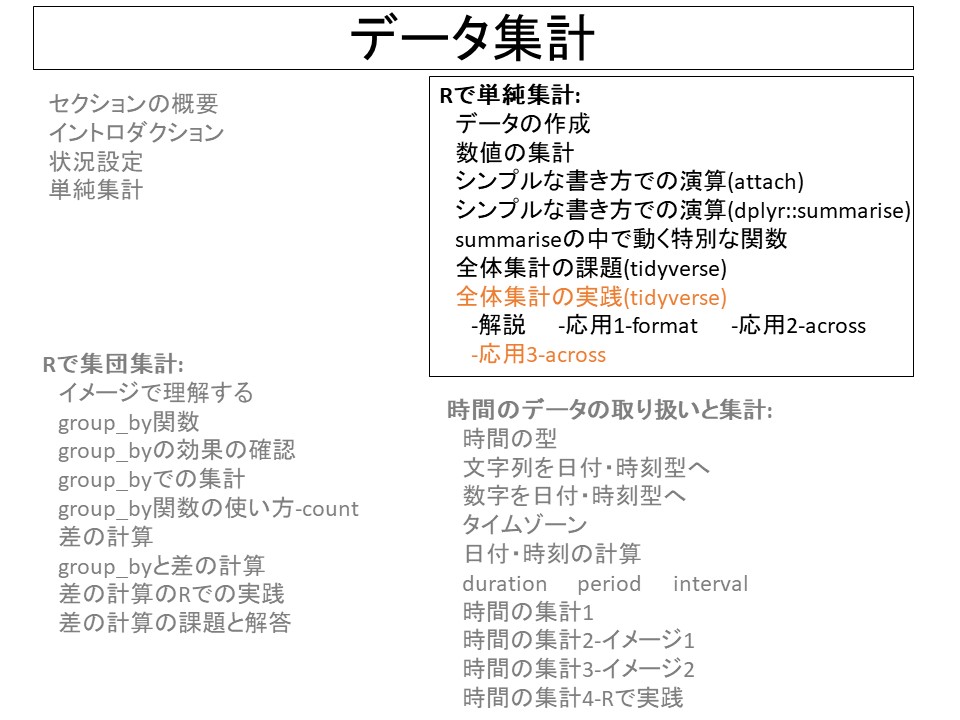 データ集計
セクションの概要
イントロダクション
状況設定
単純集計
Rで単純集計:
データの作成
数値の集計
シンプルな書き方での演算(attach)
シンプルな書き方での演算(dplyr::summarise)
summariseの中で動く特別な関数
全体集計の課題(tidyverse)
全体集計の実践(tidyverse)
-解説 -応用1-format -応用2-across
-応用3-across
Rで集団集計:
イメージで理解する
group_by関数
group_byの効果の確認
group_byでの集計
group_by関数の使い方-count
差の計算
group_byと差の計算
差の計算のRでの実践
差の計算の課題と解答
時間のデータの取り扱いと集計:
時間の型
文字列を日付・時刻型へ
数字を日付・時刻型へ
タイムゾーン
日付・時刻の計算
duration period interval
時間の集計1
時間の集計2-イメージ1
時間の集計3-イメージ2
時間の集計4-Rで実践